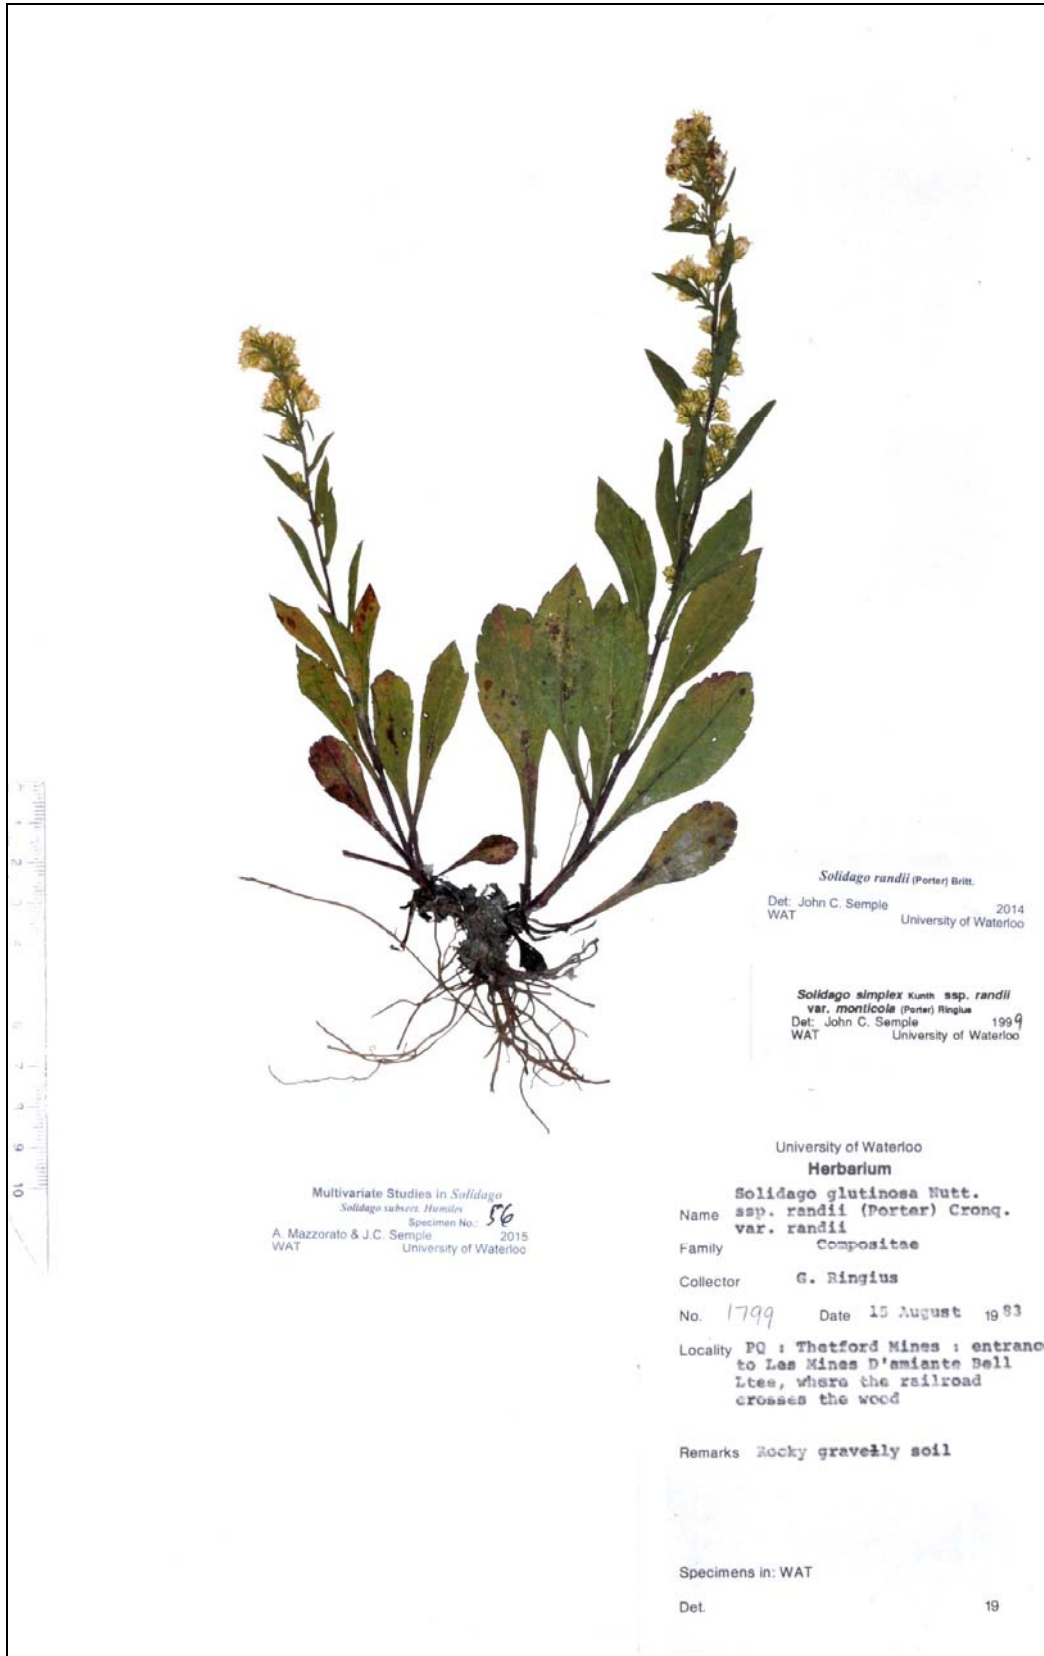 Solidago randii (Porter) Britt.
Det: John C. Semple 2014
WAT University of Waterloo
Solidago simplex Kunth ssp. randii
var. monticola (Porter) Ringius
Det: John C. Semple 1999
WAT University of Waterloo
Multivariate Studies in Solidago
Solidago subsect. Humiles
Specimen No.: 56
A. Mazzorato & J.C. Semple 2015
WAT University of Waterloo
University of Waterloo
Herbarium
Solidago glutinosa Nutt.
Name ssp. randii (Porter) Cronq.
var. randii
Family Compositae
Collector G. Ringius
No. 1799 Date 15 August 1983
Locality PQ : Thetford Mines : entrance
to Les Mines D'amiante Bell
Ltee, where the railroad
crosses the wood
Remarks Rocky gravelly soil
Specimens in: WAT
Det. 19